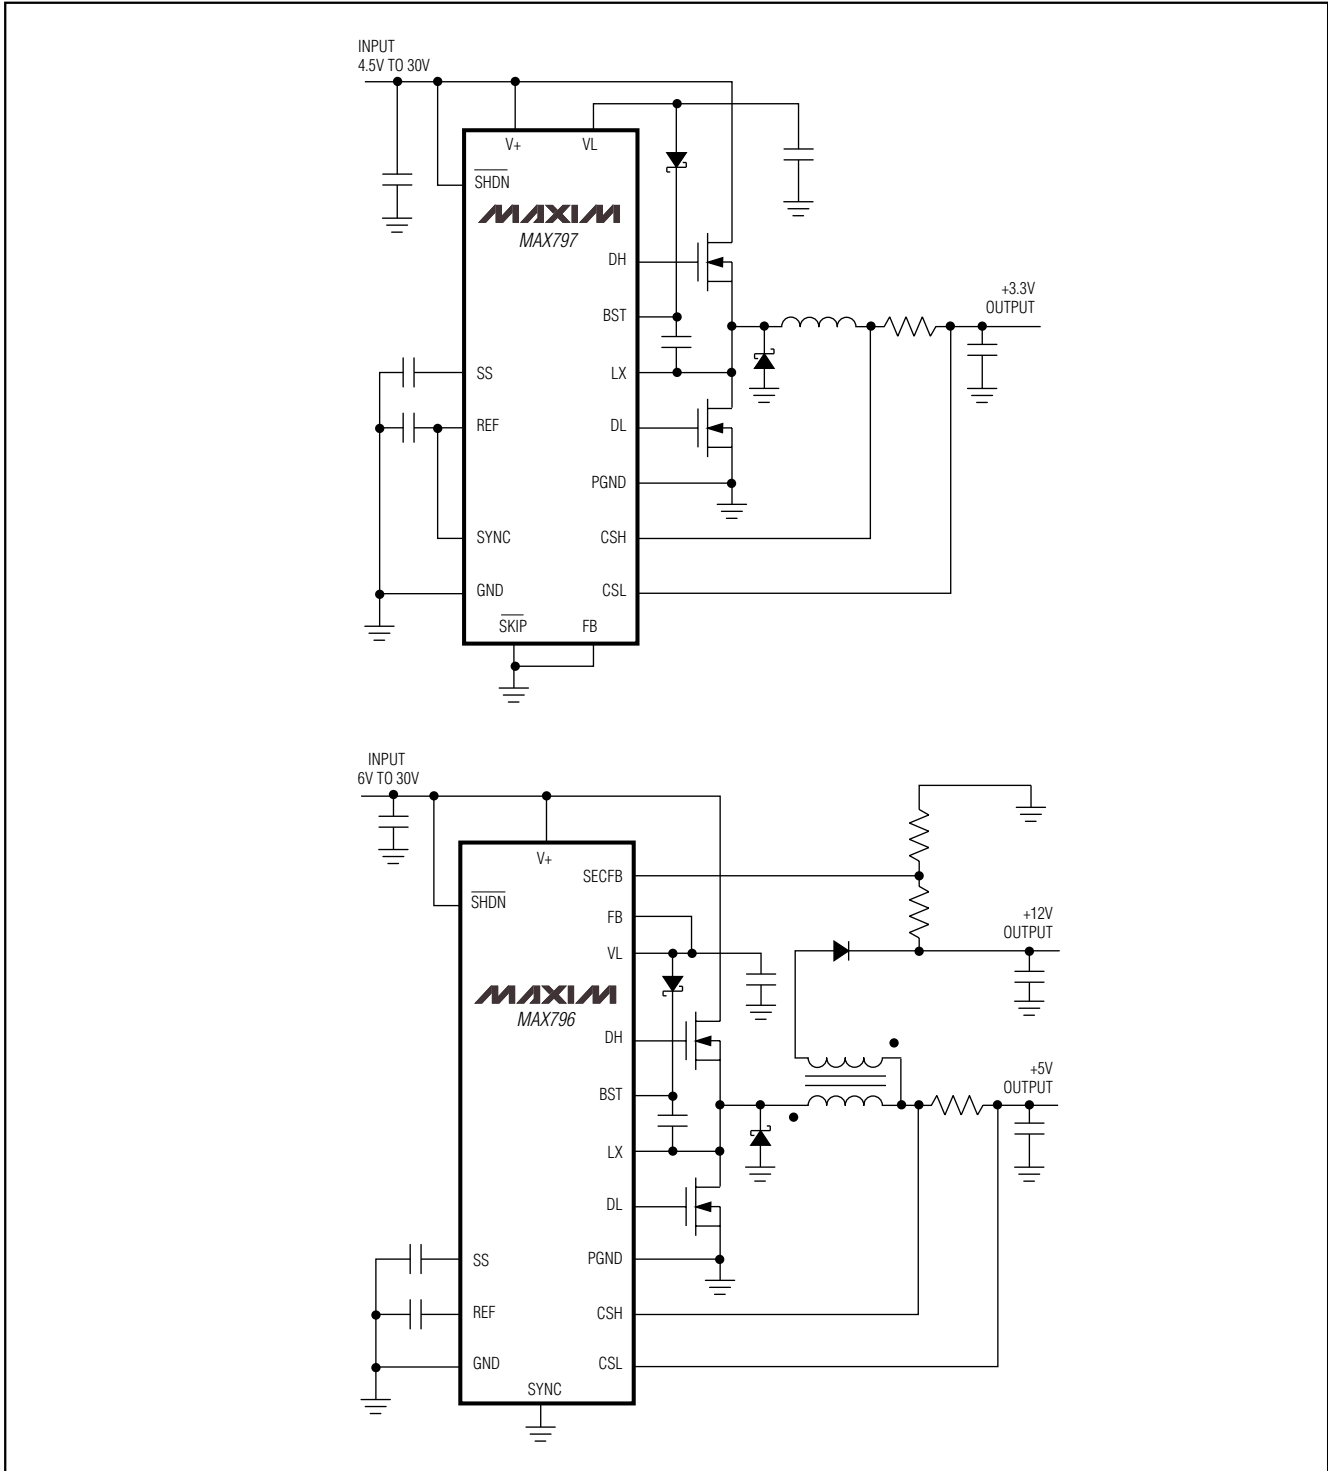 INPUT
4.5V TO 30V
V+
VL
SHDN
MAXIM
MAX797
DH
+3.3V
OUTPUT
BST
SS
LX
REF
DL
PGND
SYNC
CSH
GND
CSL
SKIP
FB
INPUT
6V TO 30V
V+
SECFB
SHDN
FB
+12V
OUTPUT
VL
MAXIM
MAX796
DH
+5V
OUTPUT
BST
LX
DL
SS
PGND
REF
CSH
GND
CSL
SYNC